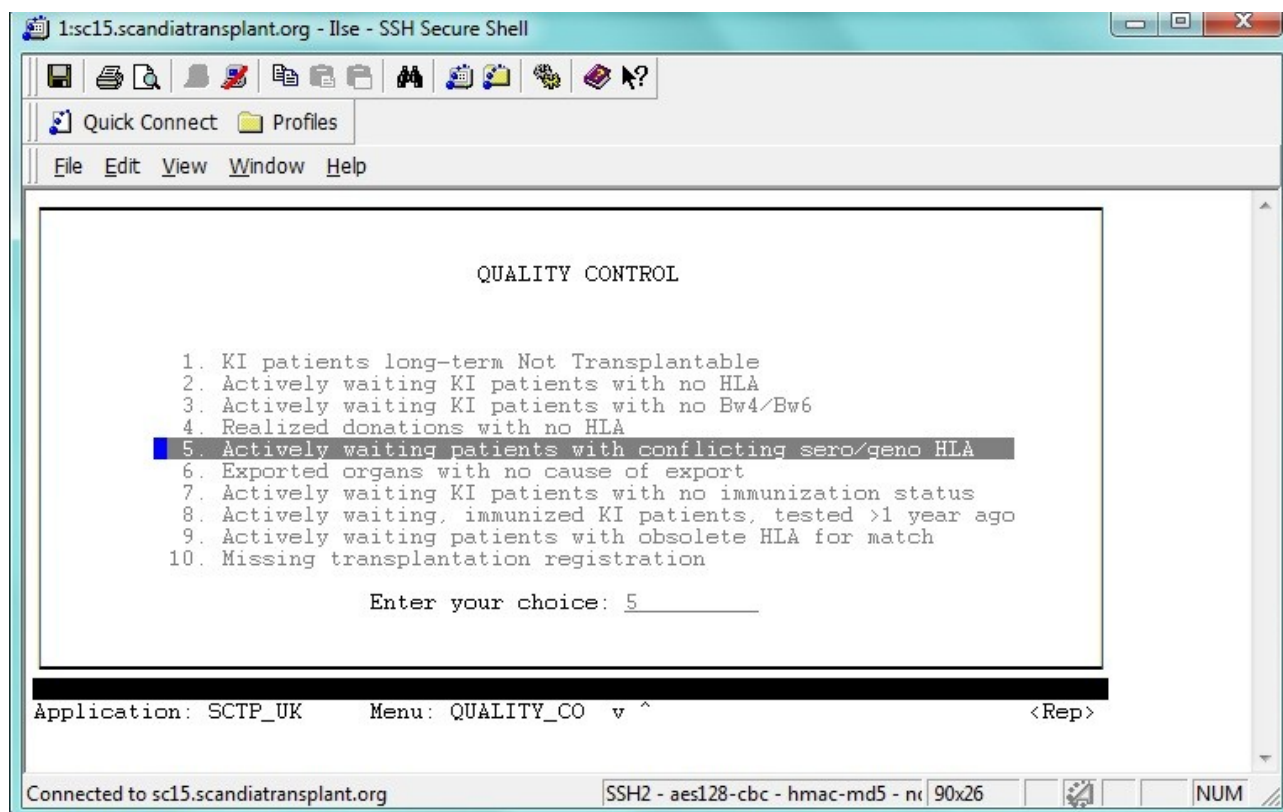 1:sc15.scandiatransplant.org - Ilse - SSH Secure Shell
Quick Connect Profiles
File Edit View Window Help
QUALITY CONTROL
1. KI patients long-term Not Transplantable
2. Actively waiting KI patients with no HLA
3. Actively waiting KI patients with no Bw4/Bw6
4. Realized donations with no HLA
5. Actively waiting patients with conflicting sero/geno HLA
6. Exported organs with no cause of export
7. Actively waiting KI patients with no immunization status
8. Actively waiting, immunized KI patients, tested >1 year ago
9. Actively waiting patients with obsolete HLA for match
10. Missing transplantation registration
Enter your choice: 5
Application: SCTP_UK Menu: QUALITY_CO v ^ <Rep>
Connected to sc15.scandiatransplant.org SSH2 - aes128-cbc - hmac-md5 - 90x26 NUM